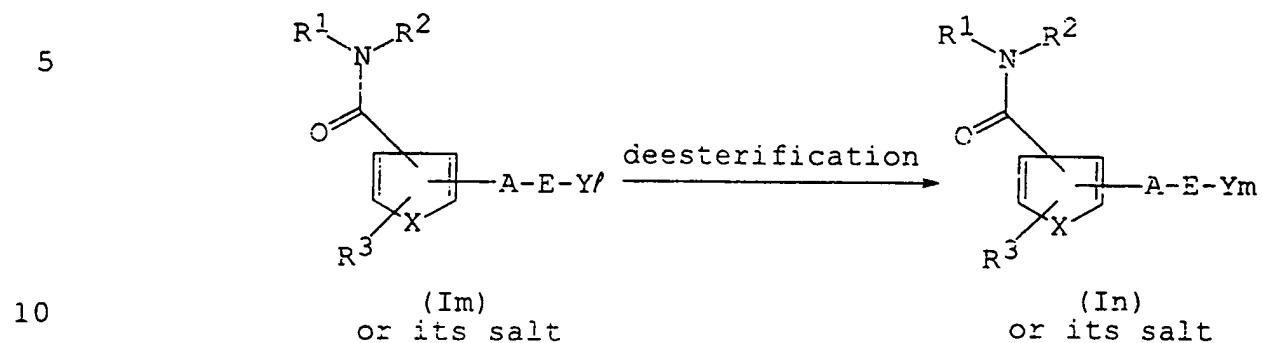 R¹ R² R¹ R²
5
N N
O O
deesterification
A-E-Yℓ A-E-Ym
X X
R³ R³
(Im) (In)
10
or its salt or its salt